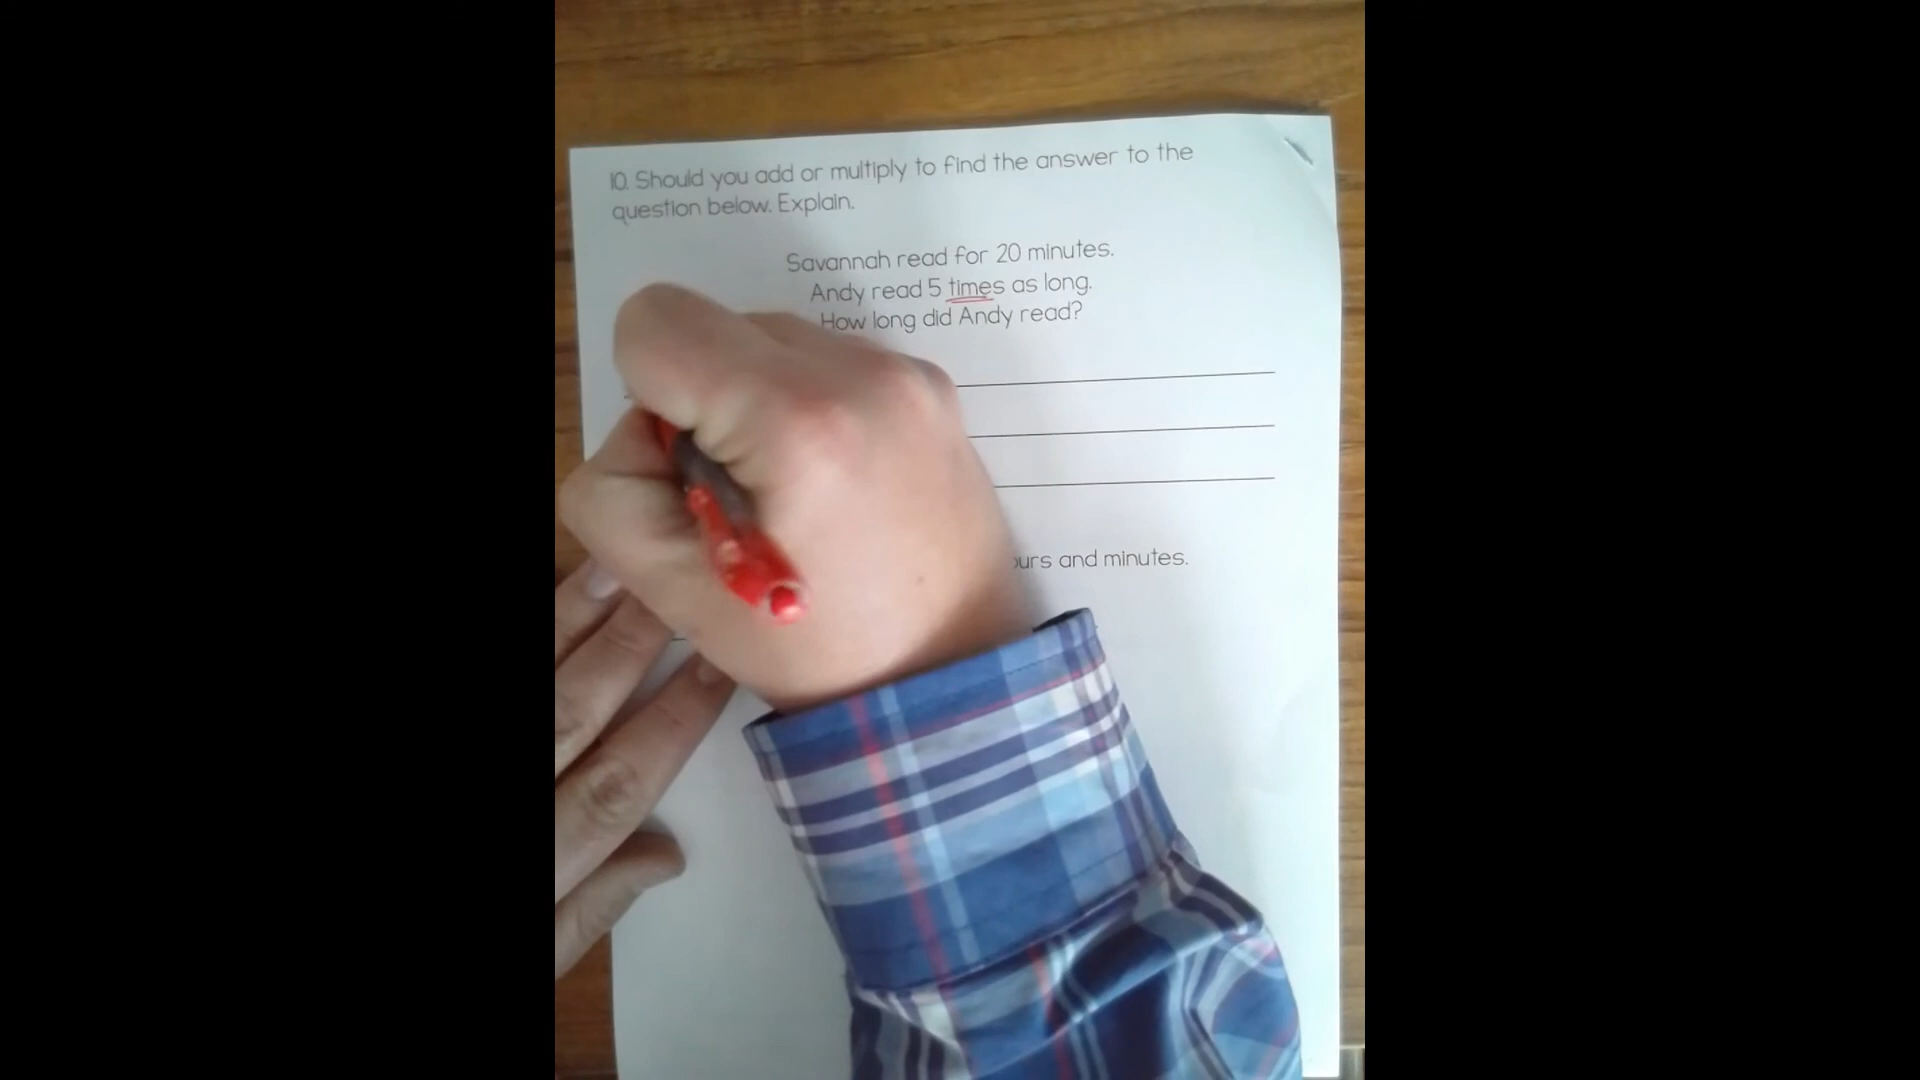 10. Should you add or multiply to find the answer to the
question below. Explain.
Savannah read for 20 minutes.
Andy read 5 times as long.
How long did Andy read?
and minutes.